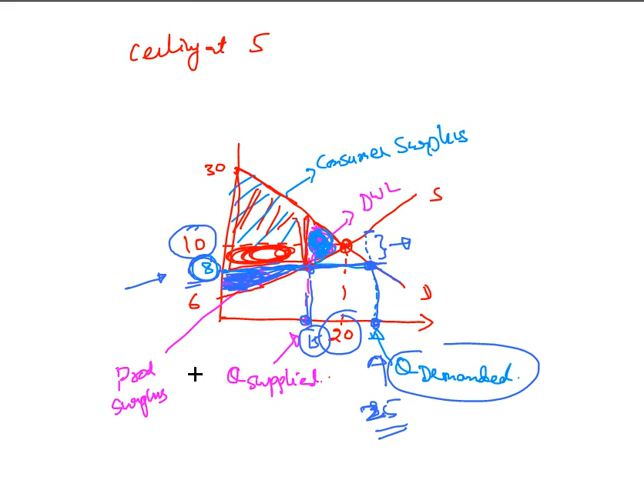 Ceiling at 5
Consumer Surplus
DWL
30
S
10
8
6
D
15
20
Prod
surplus
Q supplied.
Q Demanded.
25